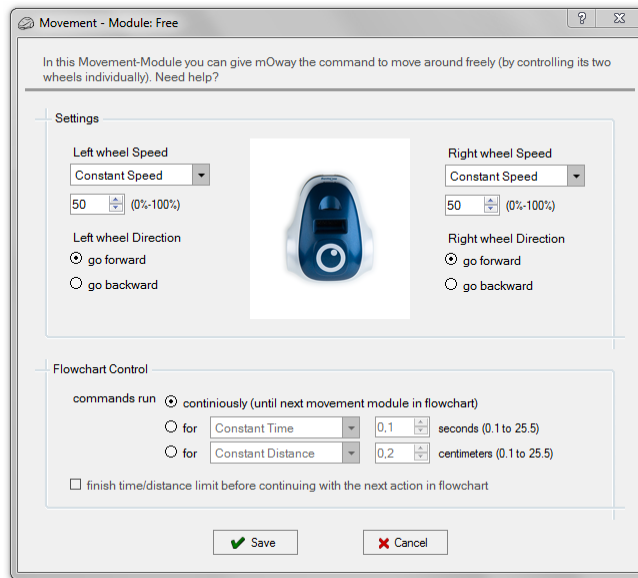 Movement - Module: Free
In this Movement-Module you can give mOway the command to move around freely (by controlling its two
wheels individually). Need help?
Settings
Left wheel Speed
Constant Speed
50 (0%-100%)
Left wheel Direction
go forward
go backward
Right wheel Speed
Constant Speed
50 (0%-100%)
Right wheel Direction
go forward
go backward
Flowchart Control
commands run continiously (until next movement module in flowchart)
for Constant Time 0,1 seconds (0.1 to 25.5)
for Constant Distance 0,2 centimeters (0.1 to 25.5)
finish time/distance limit before continuing with the next action in flowchart
Save Cancel